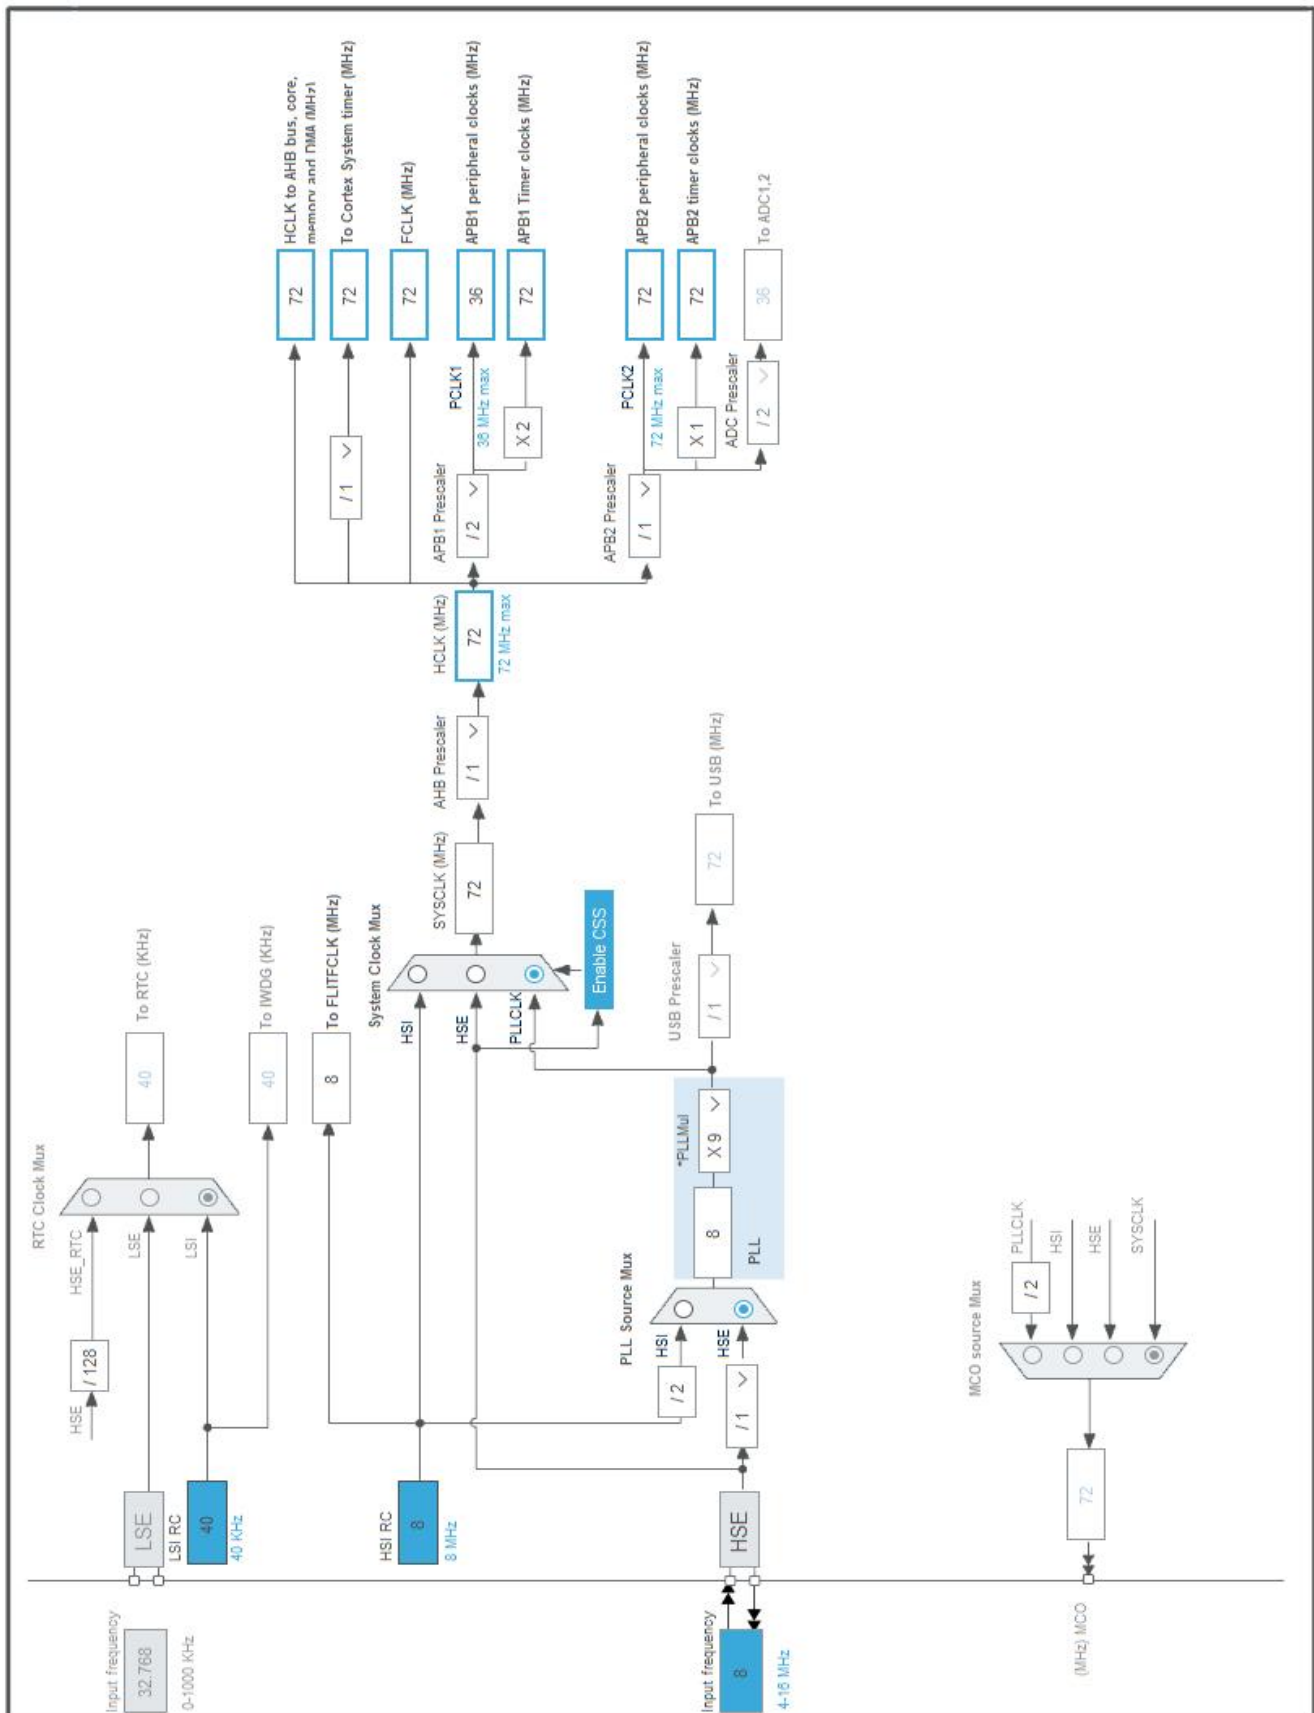 Input frequency
32.768
0-1000 KHz
LSE
LSI RC
40
40 KHz
HSE
/ 128
HSE_RTC
LSE
LSI
RTC Clock Mux
40
To RTC (KHz)
40
To IWDG (KHz)
HSI RC
8
8 MHz
8
To FLITFCLK (MHz)
System Clock Mux
HSI
HSE
PLLCLK
Enable CSS
SYSCLK (MHz)
72
AHB Prescaler
/ 1
HCLK (MHz)
72
72 MHz max
72
HCLK to AHB bus, core,
memory and DMA (MHz)
/ 1
72
To Cortex System timer (MHz)
72
FCLK (MHz)
APB1 Prescaler
/ 2
PCLK1
36 MHz max
36
APB1 peripheral clocks (MHz)
X 2
72
APB1 Timer clocks (MHz)
APB2 Prescaler
/ 1
PCLK2
72 MHz max
72
APB2 peripheral clocks (MHz)
X 1
72
APB2 timer clocks (MHz)
ADC Prescaler
/ 2
36
To ADC1,2
Input frequency
8
4-16 MHz
HSE
PLL Source Mux
HSI
/ 2
HSE
/ 1
8
*PLLMul
X 9
PLL
USB Prescaler
/ 1
72
To USB (MHz)
MCO source Mux
PLLCLK
/ 2
HSI
HSE
SYSCLK
72
(MHz) MCO